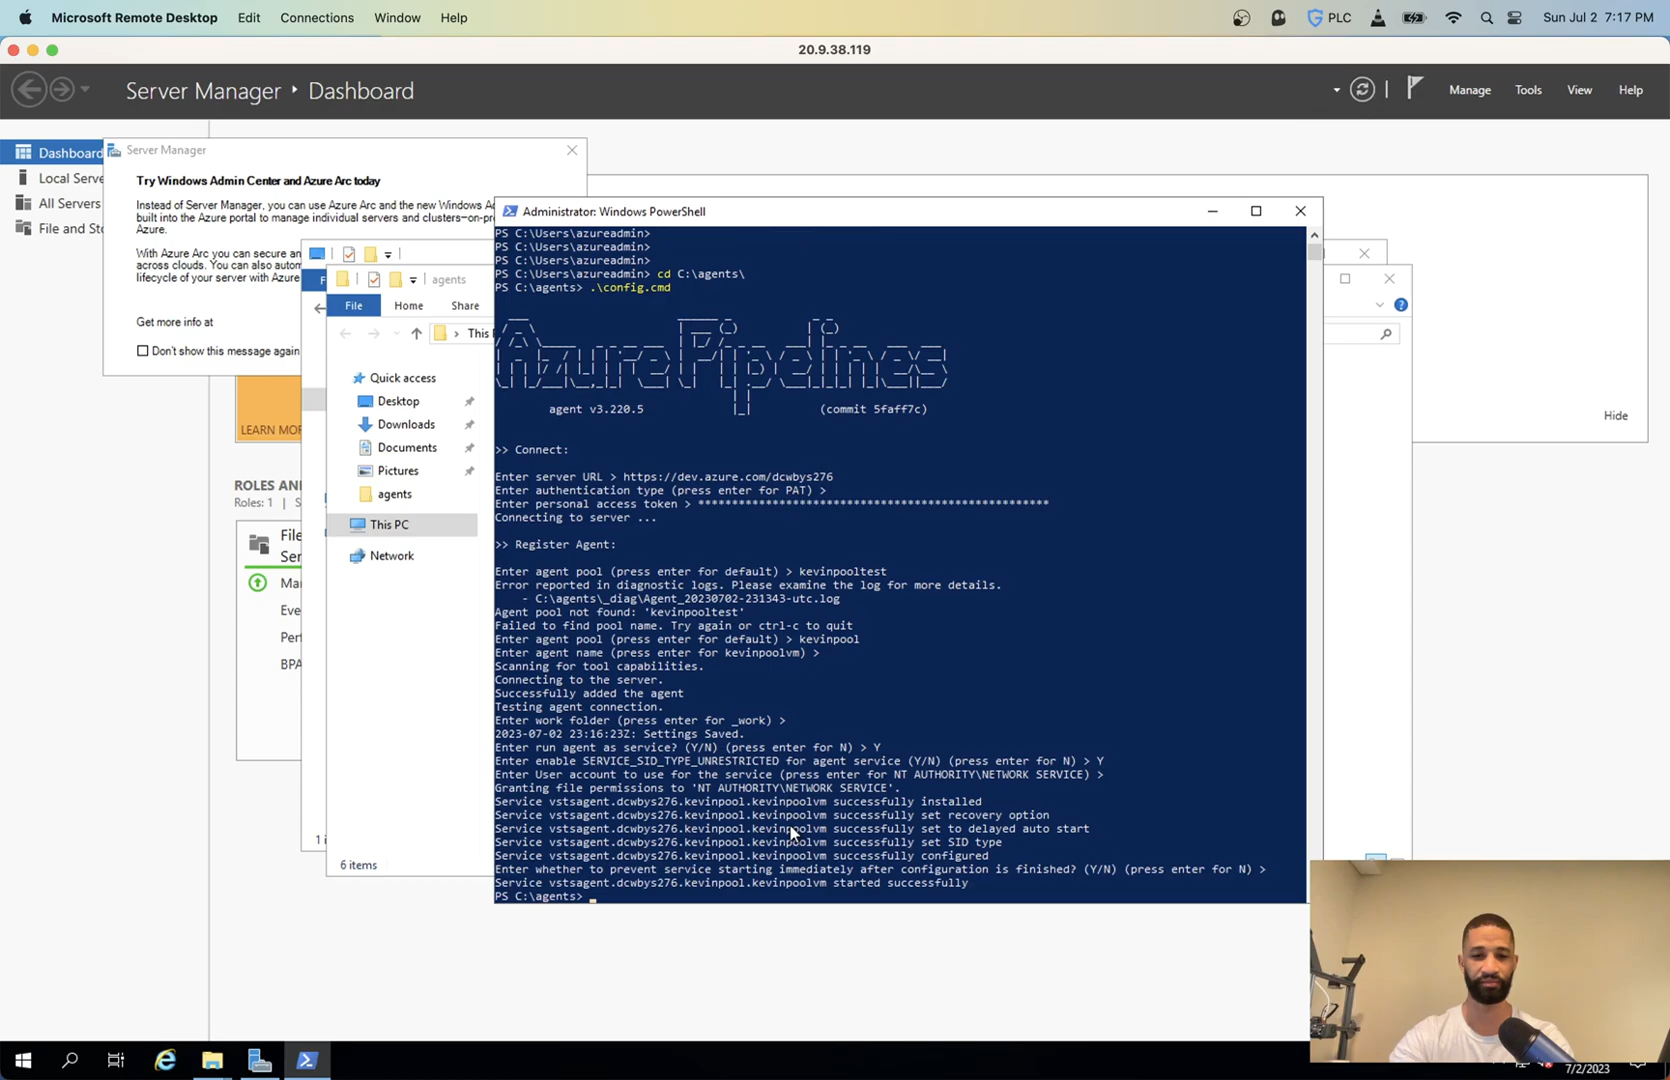 Microsoft Remote Desktop Edit Connections Window Help PLC Sun Jul 2 7:17 PM
20.9.38.119
Server Manager Dashboard Manage Tools View Help
Dashboard
Local Serve
All Servers
File and Sto
Server Manager
Try Windows Admin Center and Azure Arc today
Instead of Server Manager, you can use Azure Arc and the new Windows A
built into the Azure portal to manage individual servers and clusters–on-pr
Azure.
With Azure Arc you can secure an
across clouds. You can also autom
lifecycle of your server with Azure
Get more info at
Don't show this message again
LEARN MOR
Hide
ROLES AN
Roles: 1 | S
File
Ser
Mai
Eve
Per
BPA
agents
File Home Share
This
Quick access
Desktop
Downloads
Documents
Pictures
agents
This PC
Network
6 items
Administrator: Windows PowerShell
PS C:\Users\azureadmin>
PS C:\Users\azureadmin>
PS C:\Users\azureadmin>
PS C:\Users\azureadmin> cd C:\agents\
PS C:\agents> .\config.cmd
Azure Pipelines
agent v3.220.5 (commit 5faff7c)
>> Connect:
Enter server URL > https://dev.azure.com/dcwbys276
Enter authentication type (press enter for PAT) >
Enter personal access token > ****************************************************
Connecting to server ...
>> Register Agent:
Enter agent pool (press enter for default) > kevinpooltest
Error reported in diagnostic logs. Please examine the log for more details.
- C:\agents\_diag\Agent_20230702-231343-utc.log
Agent pool not found: 'kevinpooltest'
Failed to find pool name. Try again or ctrl-c to quit
Enter agent pool (press enter for default) > kevinpool
Enter agent name (press enter for kevinpoolvm) >
Scanning for tool capabilities.
Connecting to the server.
Successfully added the agent
Testing agent connection.
Enter work folder (press enter for _work) >
2023-07-02 23:16:23Z: Settings Saved.
Enter run agent as service? (Y/N) (press enter for N) > Y
Enter enable SERVICE_SID_TYPE_UNRESTRICTED for agent service (Y/N) (press enter for N) > Y
Enter User account to use for the service (press enter for NT AUTHORITY\NETWORK SERVICE) >
Granting file permissions to 'NT AUTHORITY\NETWORK SERVICE'.
Service vstsagent.dcwbys276.kevinpool.kevinpoolvm successfully installed
Service vstsagent.dcwbys276.kevinpool.kevinpoolvm successfully set recovery option
Service vstsagent.dcwbys276.kevinpool.kevinpoolvm successfully set to delayed auto start
Service vstsagent.dcwbys276.kevinpool.kevinpoolvm successfully set SID type
Service vstsagent.dcwbys276.kevinpool.kevinpoolvm successfully configured
Enter whether to prevent service starting immediately after configuration is finished? (Y/N) (press enter for N) >
Service vstsagent.dcwbys276.kevinpool.kevinpoolvm started successfully
PS C:\agents>
7/2/2023